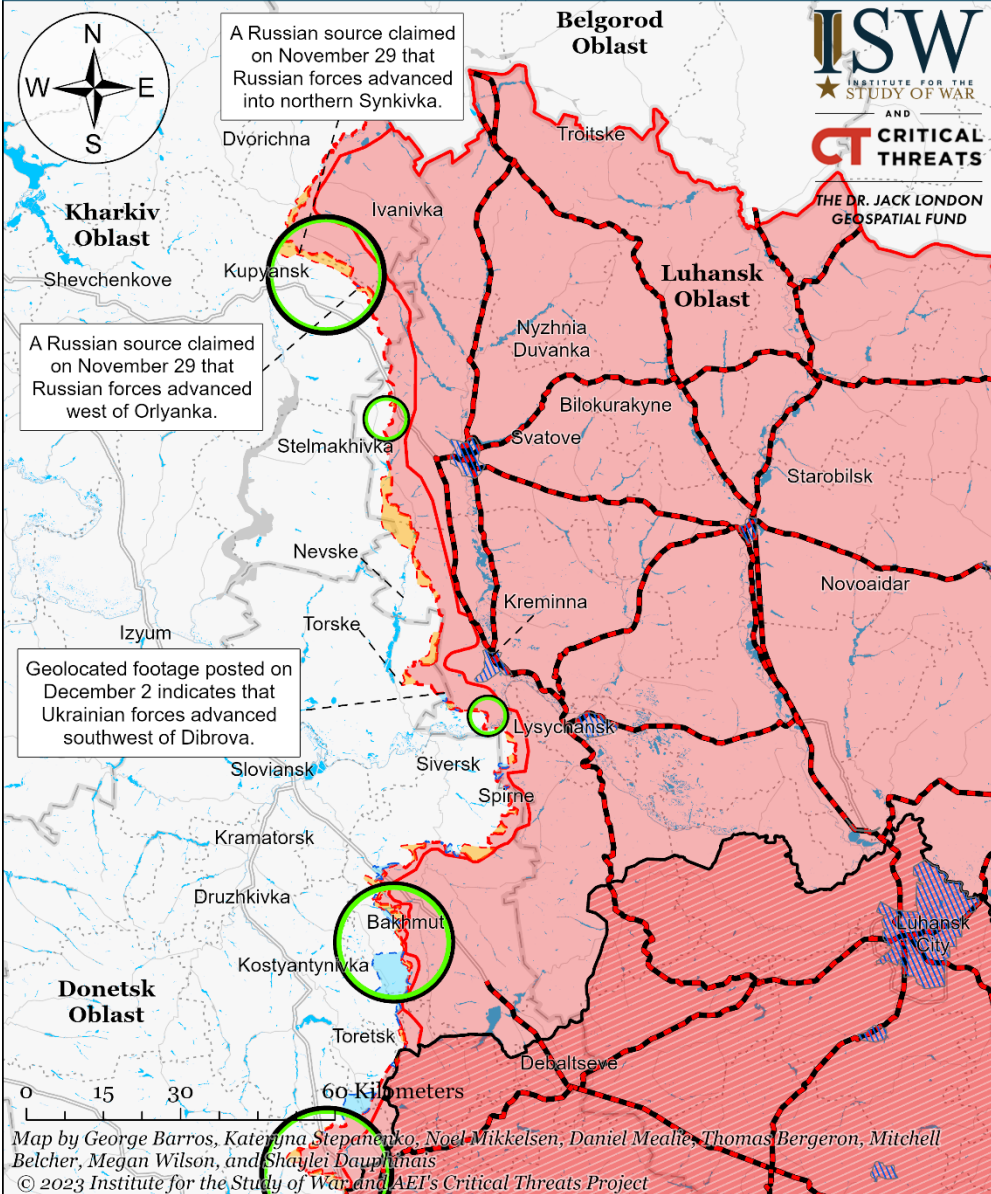 N
W
E
S
A Russian source claimed
on November 29 that
Russian forces advanced
into northern Synkivka.
Belgorod
Oblast
ISW
INSTITUTE FOR THE
STUDY OF WAR
AND
CT CRITICAL
THREATS
THE DR. JACK LONDON
GEOSPATIAL FUND
Dvorichna
Troitske
Kharkiv
Oblast
Ivanivka
Shevchenkove
Kupyansk
Luhansk
Oblast
A Russian source claimed
on November 29 that
Russian forces advanced
west of Orlyanka.
Nyzhnia
Duvanka
Bilokurakyne
Stelmakhivka
Svatove
Starobilsk
Nevske
Novoaidar
Kreminna
Torske
Izyum
Geolocated footage posted on
December 2 indicates that
Ukrainian forces advanced
southwest of Dibrova.
Lysychansk
Sloviansk
Siversk
Spirne
Kramatorsk
Druzhkivka
Bakhmut
Luhansk
City
Kostyantynivka
Donetsk
Oblast
Toretsk
Debaltseve
0 15 30 60 Kilometers
Map by George Barros, Kateryna Stepanenko, Noel Mikkelsen, Daniel Mealie, Thomas Bergeron, Mitchell
Belcher, Megan Wilson, and Shaylei Dauphinais
© 2023 Institute for the Study of War and AEI's Critical Threats Project